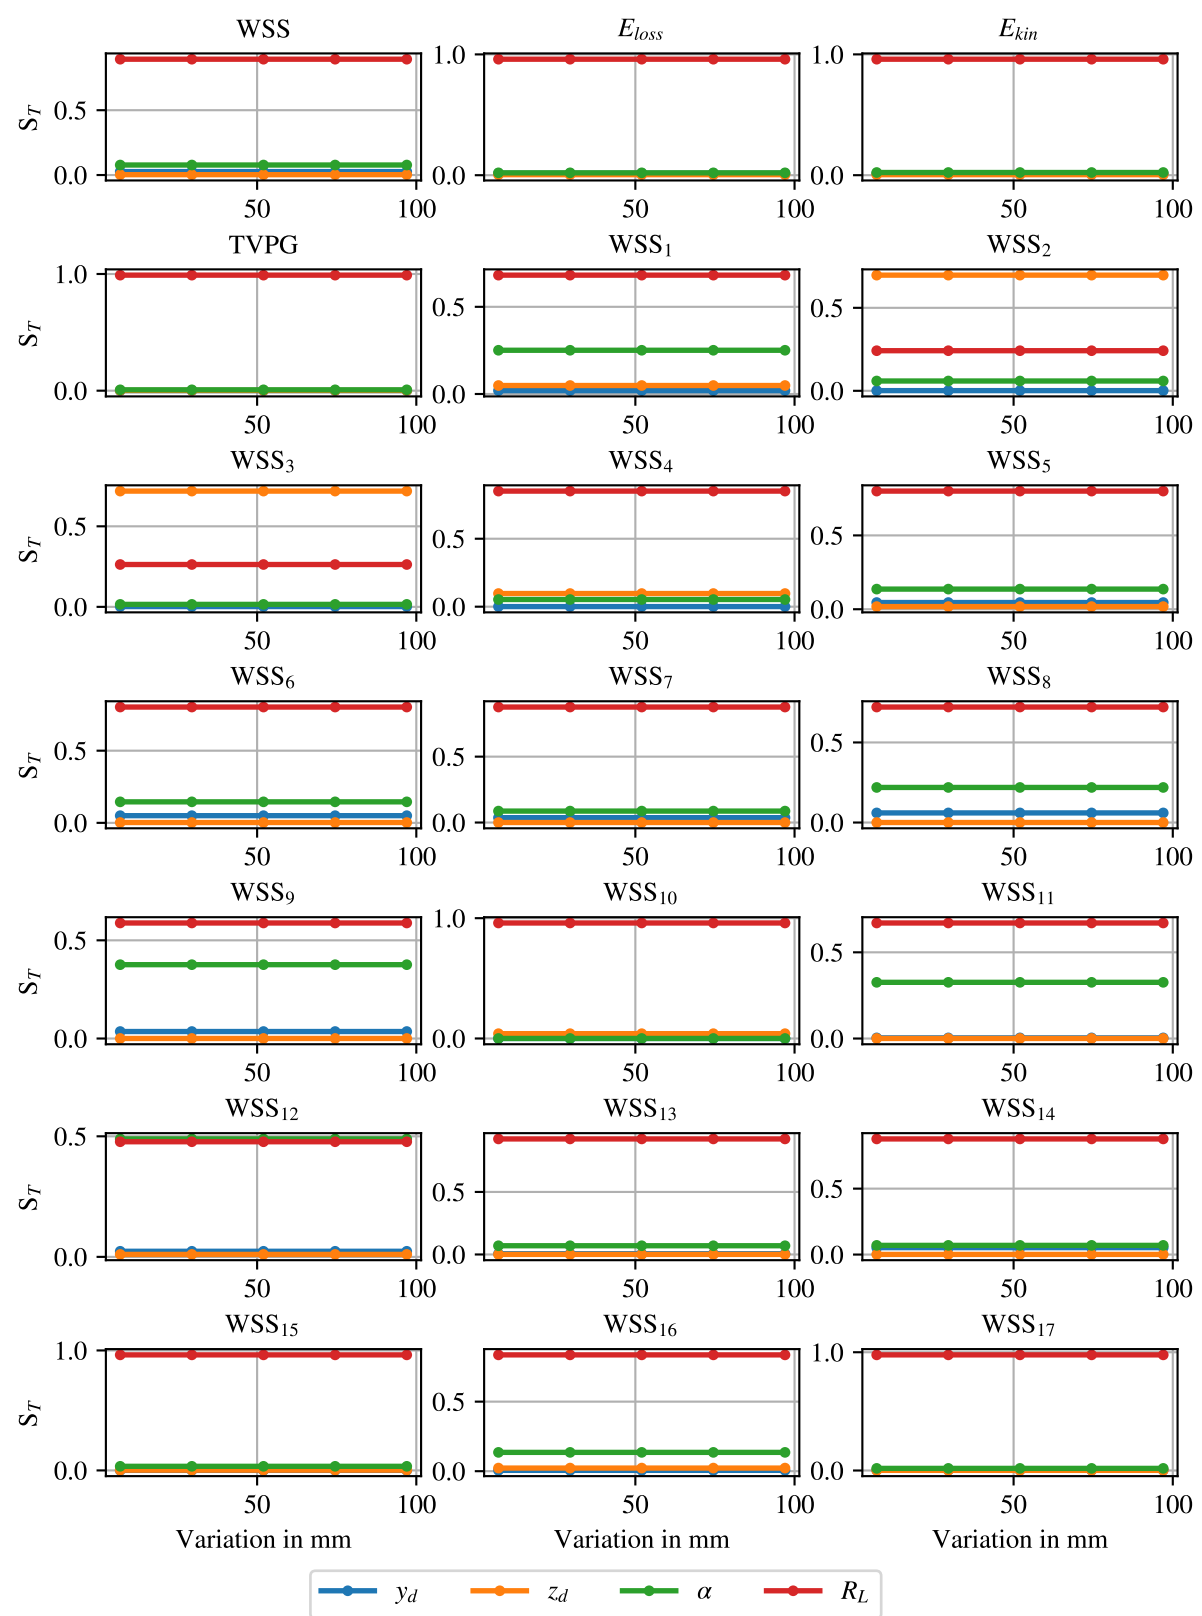 WSS E_loss E_kin
S_T 0.5 0.0 1.0 0.0 1.0 0.0
50 100 50 100 50 100
TVPG WSS₁ WSS₂
S_T 1.0 0.0 0.5 0.0 0.5 0.0
50 100 50 100 50 100
WSS₃ WSS₄ WSS₅
S_T 0.5 0.0 0.5 0.0 0.5 0.0
50 100 50 100 50 100
WSS₆ WSS₇ WSS₈
S_T 0.5 0.0 0.5 0.0 0.5 0.0
50 100 50 100 50 100
WSS₉ WSS₁₀ WSS₁₁
S_T 0.5 0.0 1.0 0.0 0.5 0.0
50 100 50 100 50 100
WSS₁₂ WSS₁₃ WSS₁₄
S_T 0.5 0.0 0.5 0.0 0.5 0.0
50 100 50 100 50 100
WSS₁₅ WSS₁₆ WSS₁₇
S_T 1.0 0.0 0.5 0.0 1.0 0.0
50 100 50 100 50 100
Variation in mm Variation in mm Variation in mm
y_d z_d α R_L